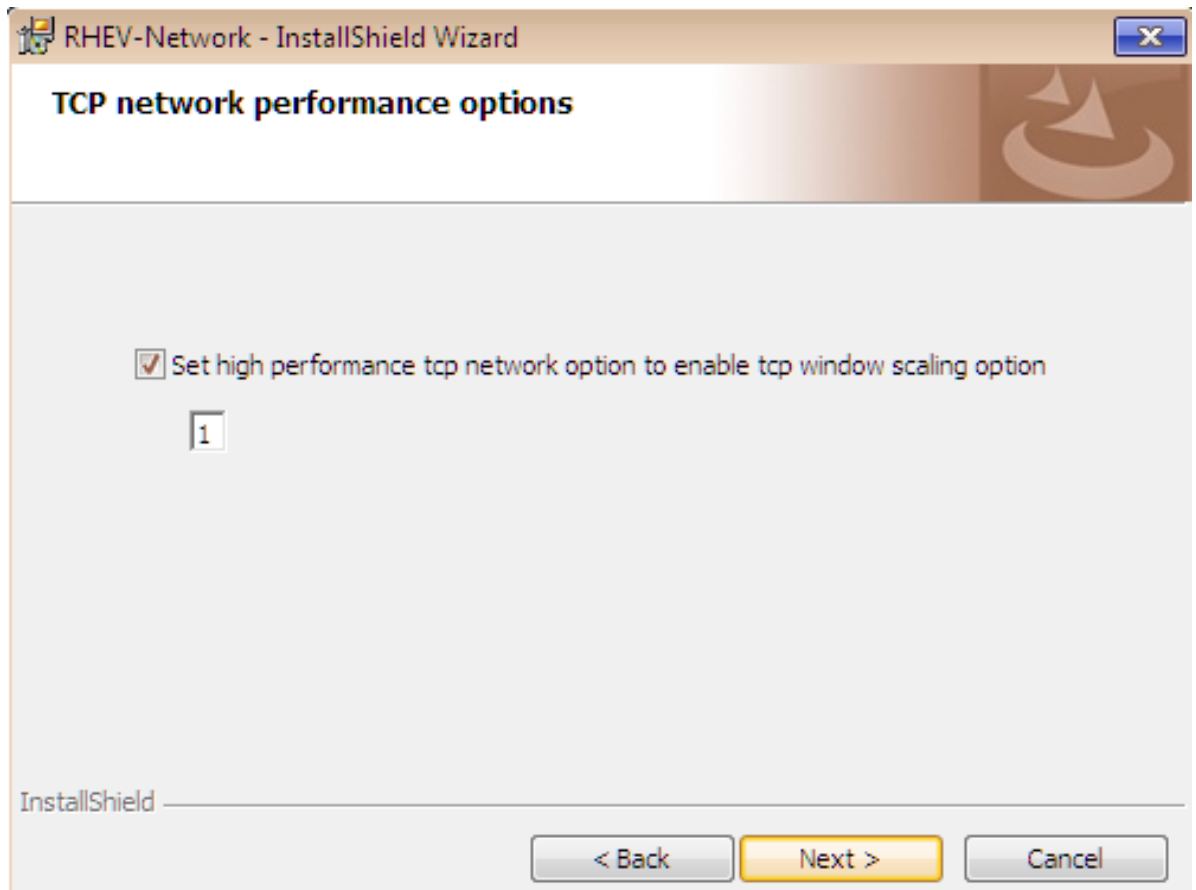 RHEV-Network - InstallShield Wizard
TCP network performance options
Set high performance tcp network option to enable tcp window scaling option
1
InstallShield
< Back Next > Cancel